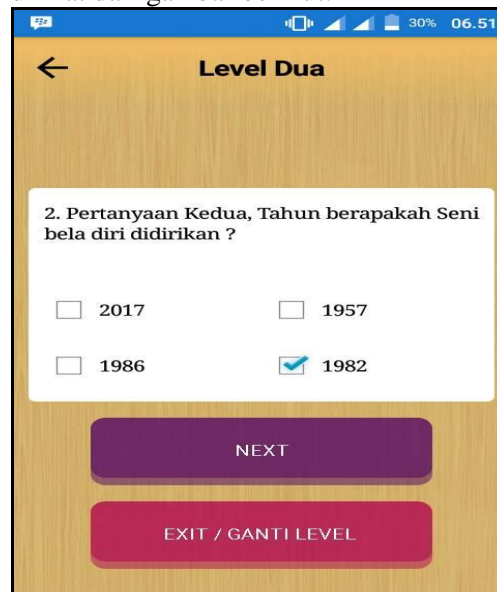 30% 06.51
Level Dua
2. Pertanyaan Kedua, Tahun berapakah Seni
bela diri didirikan ?
2017
1957
1986
1982
NEXT
EXIT / GANTI LEVEL